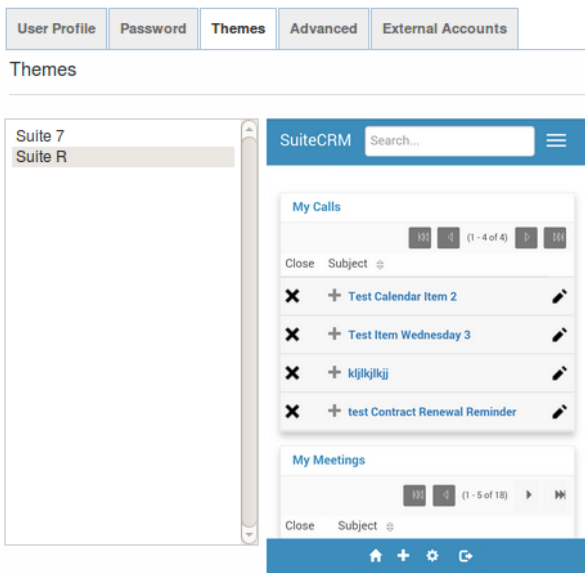 User Profile Password Themes Advanced External Accounts
Themes
Suite 7
Suite R
SuiteCRM Search...
My Calls
(1 - 4 of 4)
Close Subject
Test Calendar Item 2
Test Item Wednesday 3
kljlkjlkjj
test Contract Renewal Reminder
My Meetings
(1 - 5 of 18)
Close Subject